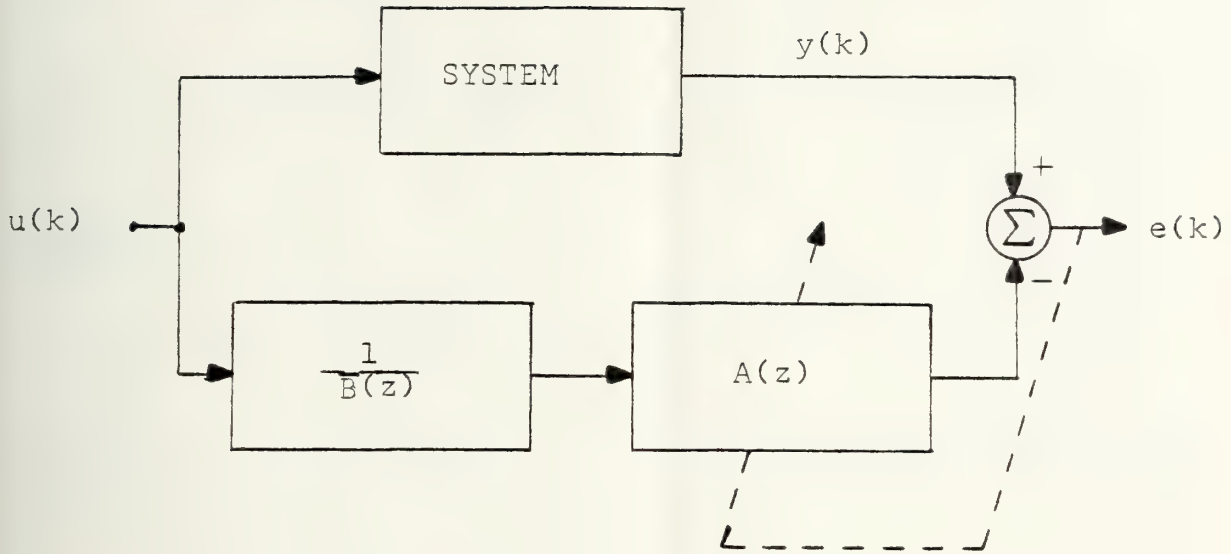 y(k)
SYSTEM
+
u(k)
Σ
e(k)
−
1
B(z)
A(z)